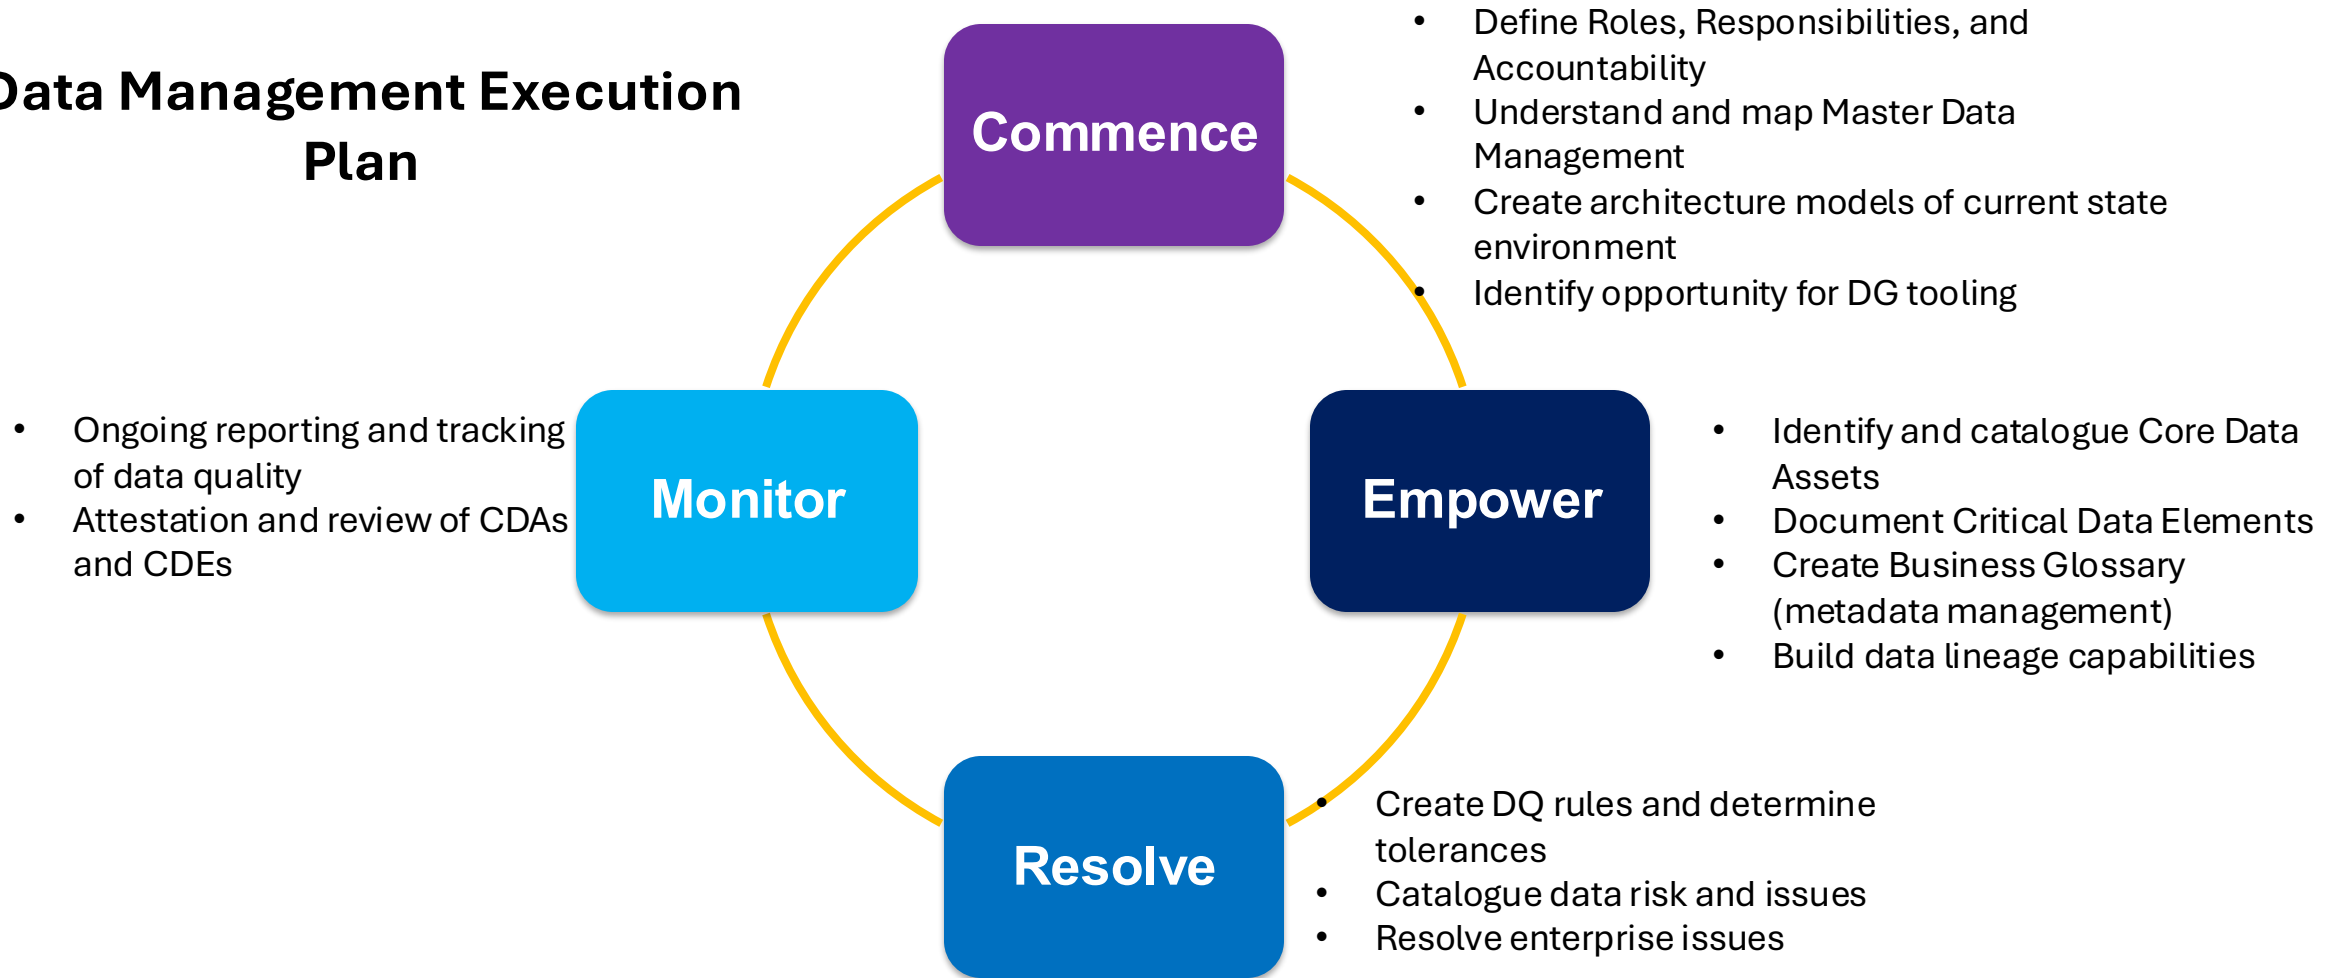 Data Management Execution
Plan
Commence
• Define Roles, Responsibilities, and
Accountability
• Understand and map Master Data
Management
• Create architecture models of current state
environment
• Identify opportunity for DG tooling
Empower
• Identify and catalogue Core Data
Assets
• Document Critical Data Elements
• Create Business Glossary
(metadata management)
• Build data lineage capabilities
Resolve
• Create DQ rules and determine
tolerances
• Catalogue data risk and issues
• Resolve enterprise issues
Monitor
• Ongoing reporting and tracking
of data quality
• Attestation and review of CDAs
and CDEs